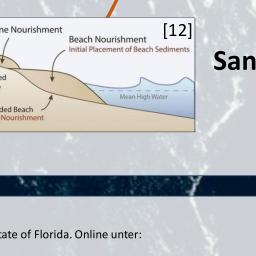 ne Nourishment
[12]
Beach Nourishment
Initial Placement of Beach Sediments
San
ed
Mean High Water
ded Beach
Nourishment
tate of Florida. Online unter: